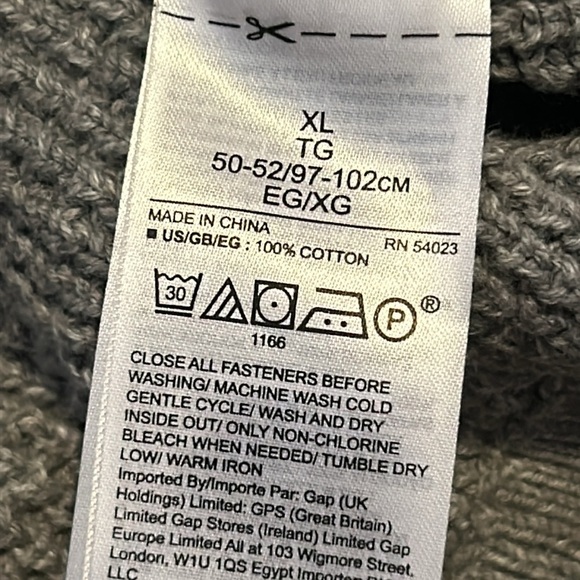 XL
TG
50-52/97-102CM
EG/XG
MADE IN CHINA RN 54023
■ US/GB/EG : 100% COTTON
30 P ®
1166
CLOSE ALL FASTENERS BEFORE
WASHING/ MACHINE WASH COLD
GENTLE CYCLE/ WASH AND DRY
INSIDE OUT/ ONLY NON-CHLORINE
BLEACH WHEN NEEDED/ TUMBLE DRY
LOW/ WARM IRON
Imported By/Importe Par: Gap (UK
Holdings) Limited: GPS (Great Britain)
Limited Gap Stores (Ireland) Limited Gap
Europe Limited All at 103 Wigmore Street,
London, W1U 1QS Egypt
LLC